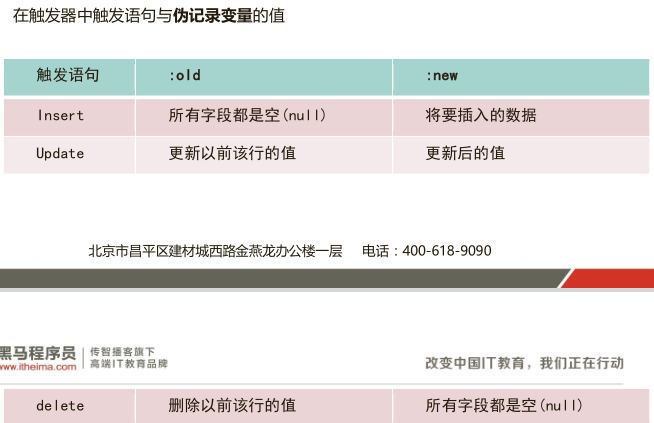 在触发器中触发语句与伪记录变量的值
触发语句 :old :new
Insert 所有字段都是空(null) 将要插入的数据
Update 更新以前该行的值 更新后的值
北京市昌平区建材城西路金燕龙办公楼一层 电话：400-618-9090
黑马程序员 传智播客旗下
www.itheima.com 高端IT教育品牌
改变中国IT教育，我们正在行动
delete 删除以前该行的值 所有字段都是空(null)